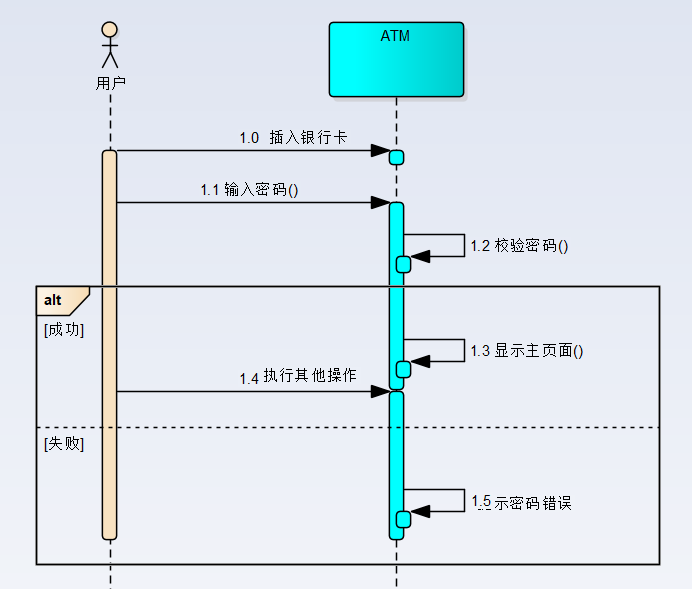 ATM
用户
1.0 插入银行卡
1.1 输入密码()
1.2 校验密码()
alt
[成功]
1.3 显示主页面()
1.4 执行其他操作
[失败]
1.5 示密码错误